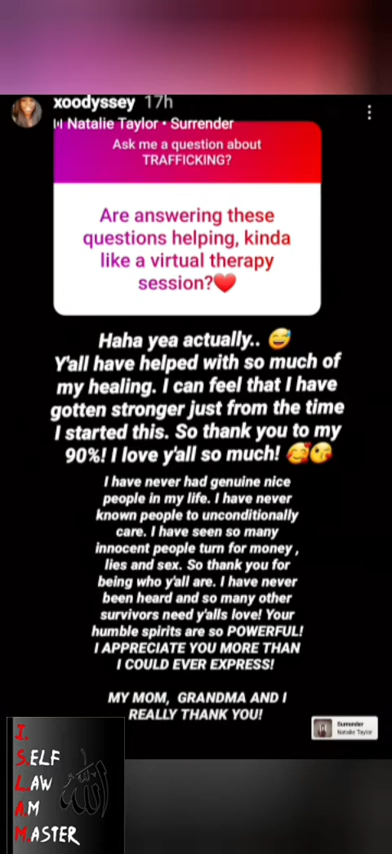 xoodyssey 17h
Natalie Taylor • Surrender
Ask me a question about
TRAFFICKING?
Are answering these
questions helping, kinda
like a virtual therapy
session?❤️
Haha yea actually.. 😅
Y'all have helped with so much of
my healing. I can feel that I have
gotten stronger just from the time
I started this. So thank you to my
90%! I love y'all so much! 🥰😘
I have never had genuine nice
people in my life. I have never
known people to unconditionally
care. I have seen so many
innocent people turn for money ,
lies and sex. So thank you for
being who y'all are. I have never
been heard and so many other
survivors need y'alls love! Your
humble spirits are so POWERFUL!
I APPRECIATE YOU MORE THAN
I COULD EVER EXPRESS!
MY MOM, GRANDMA AND I
REALLY THANK YOU!
Surrender
Natalie Taylor
I.
S.ELF
L.AW
A.M
M.ASTER
الله